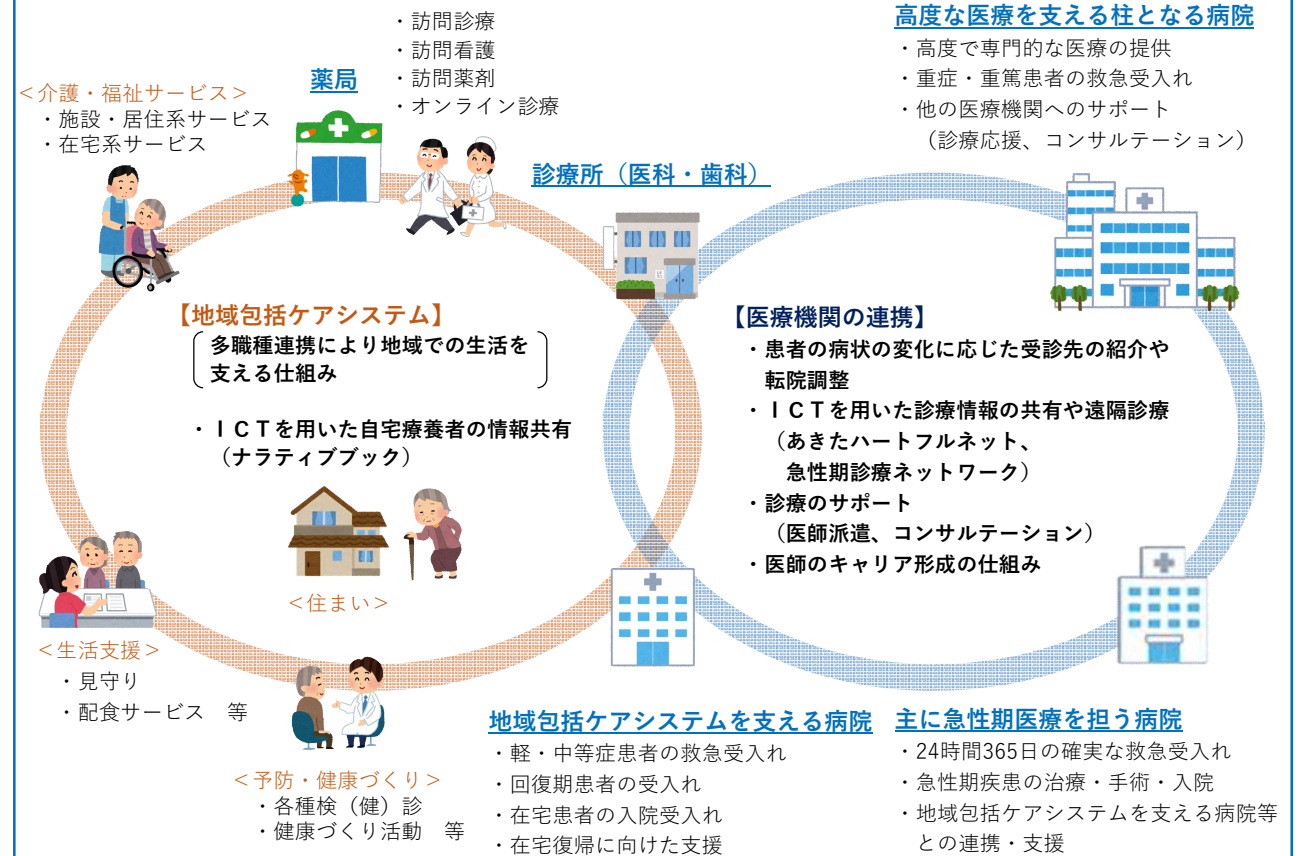 ・訪問診療
・訪問看護
・訪問薬剤
・オンライン診療
薬局
＜介護・福祉サービス＞
・施設・居住系サービス
・在宅系サービス
診療所（医科・歯科）
高度な医療を支える柱となる病院
・高度で専門的な医療の提供
・重症・重篤患者の救急受入れ
・他の医療機関へのサポート
（診療応援、コンサルテーション）
【地域包括ケアシステム】
多職種連携により地域での生活を
支える仕組み
・ＩＣＴを用いた自宅療養者の情報共有
（ナラティブブック）
＜住まい＞
【医療機関の連携】
・患者の病状の変化に応じた受診先の紹介や
転院調整
・ＩＣＴを用いた診療情報の共有や遠隔診療
（あきたハートフルネット、
急性期診療ネットワーク）
・診療のサポート
（医師派遣、コンサルテーション）
・医師のキャリア形成の仕組み
＜生活支援＞
・見守り
・配食サービス　等
＜予防・健康づくり＞
・各種検（健）診
・健康づくり活動　等
地域包括ケアシステムを支える病院
・軽・中等症患者の救急受入れ
・回復期患者の受入れ
・在宅患者の入院受入れ
・在宅復帰に向けた支援
主に急性期医療を担う病院
・24時間365日の確実な救急受入れ
・急性期疾患の治療・手術・入院
・地域包括ケアシステムを支える病院等
との連携・支援